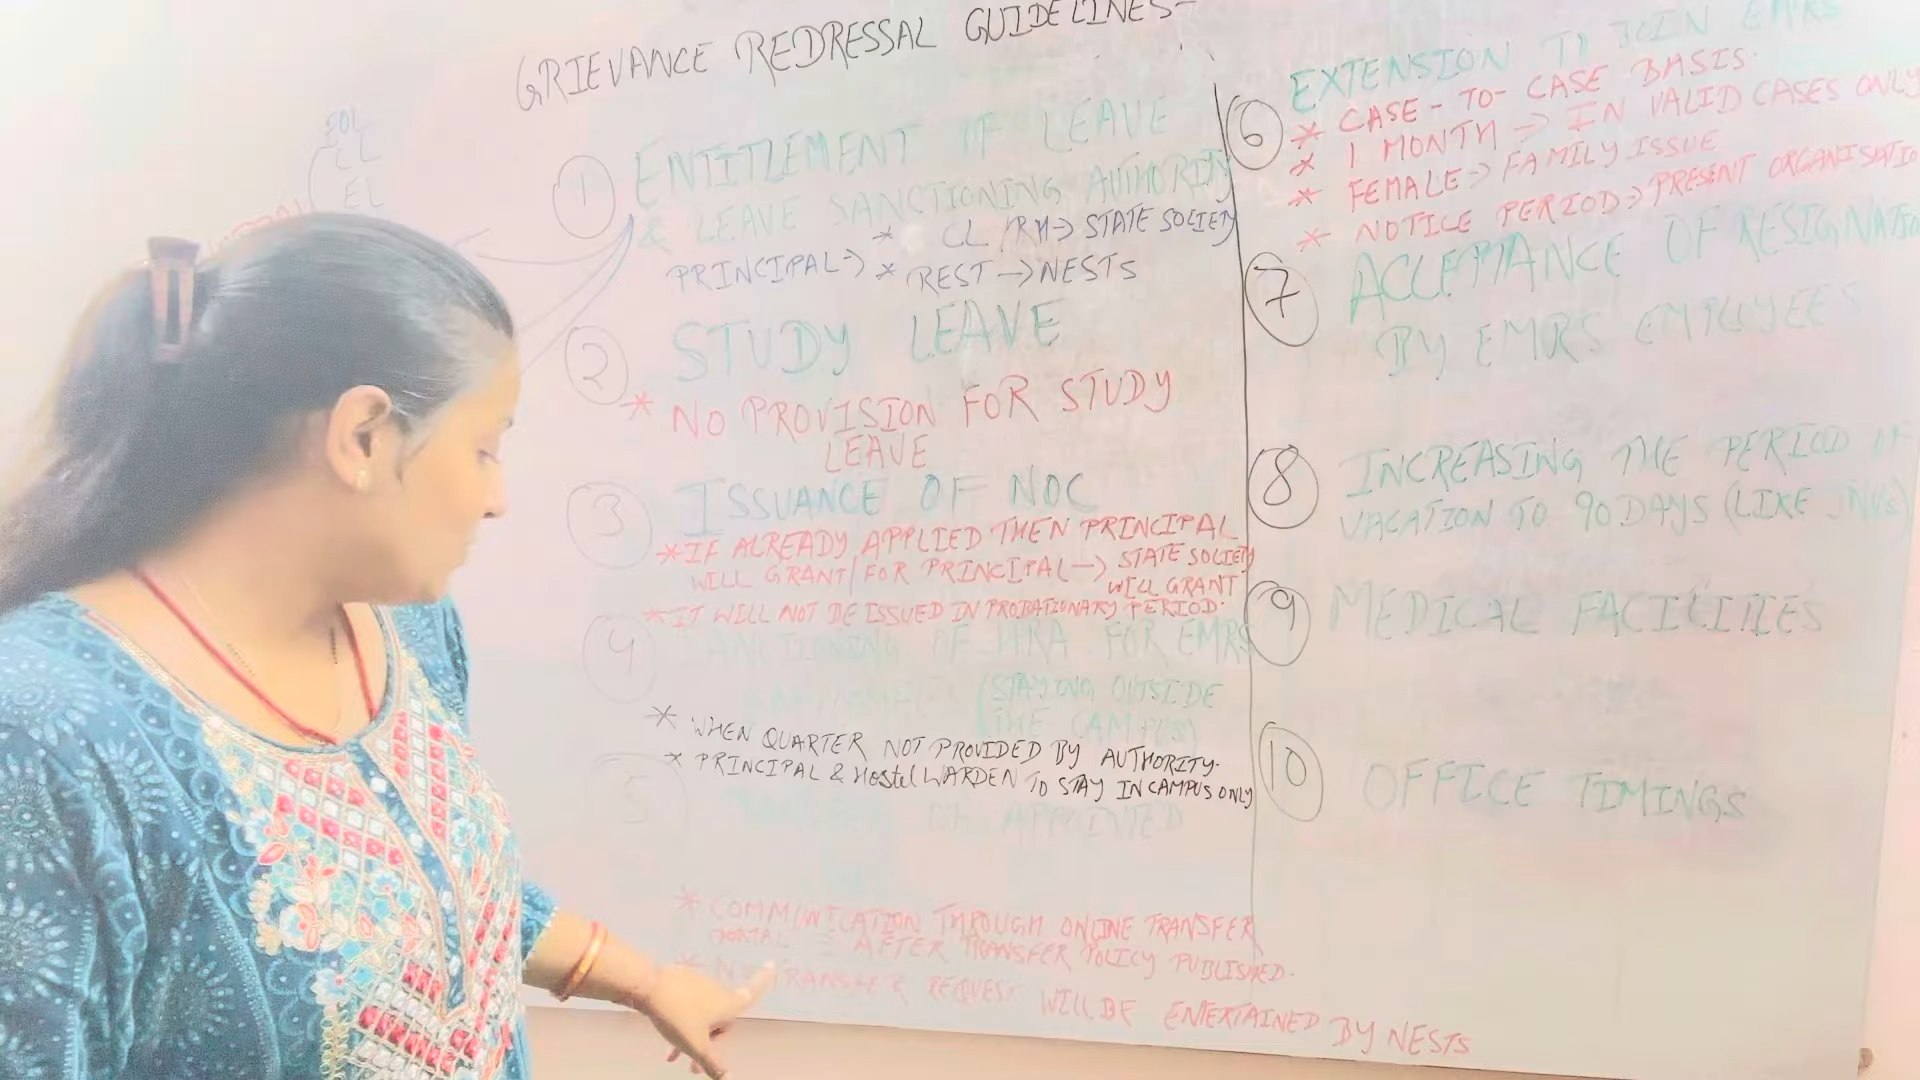 GRIEVANCE REDRESSAL GUIDELINES-
EOL
EL
1 ENTITLEMENT OF LEAVE
& LEAVE SANCTIONING AUTHORITY
* CL/RH→ STATE SOCIETY
PRINCIPAL→ * REST → NESTS
2 STUDY LEAVE
* NO PROVISION FOR STUDY
LEAVE
3 ISSUANCE OF NOC
* IF ALREADY APPLIED THEN PRINCIPAL
WILL GRANT/FOR PRINCIPAL → STATE SOCIETY
WILL GRANT
* IT WILL NOT BE ISSUED IN PROBATIONARY PERIOD.
4 SANCTIONING OF HRA FOR EMRS
(STAYING OUTSIDE
THE CAMPUS)
* WHEN QUARTER NOT PROVIDED BY AUTHORITY.
* PRINCIPAL & Hostel WARDEN TO STAY IN CAMPUS ONLY
5 OF APPOINTED
* COMMUNICATION THROUGH ONLINE TRANSFER
PORTAL → AFTER TRANSFER POLICY PUBLISHED.
* NO TRANSFER REQUEST WILL BE ENTERTAINED BY NESTS
6 EXTENSION TO JOIN EMRS
* CASE-TO-CASE BASIS.
* 1 MONTH → IN VALID CASES ONLY
* FEMALE → FAMILY ISSUE
* NOTICE PERIOD → PRESENT ORGANISATIO
7 ACCEPTANCE OF RESIGNATIO
BY EMRS EMPLOYEES
8 INCREASING THE PERIOD OF
VACATION TO 90 DAYS (LIKE JNVs)
9 MEDICAL FACILITIES
10 OFFICE TIMINGS